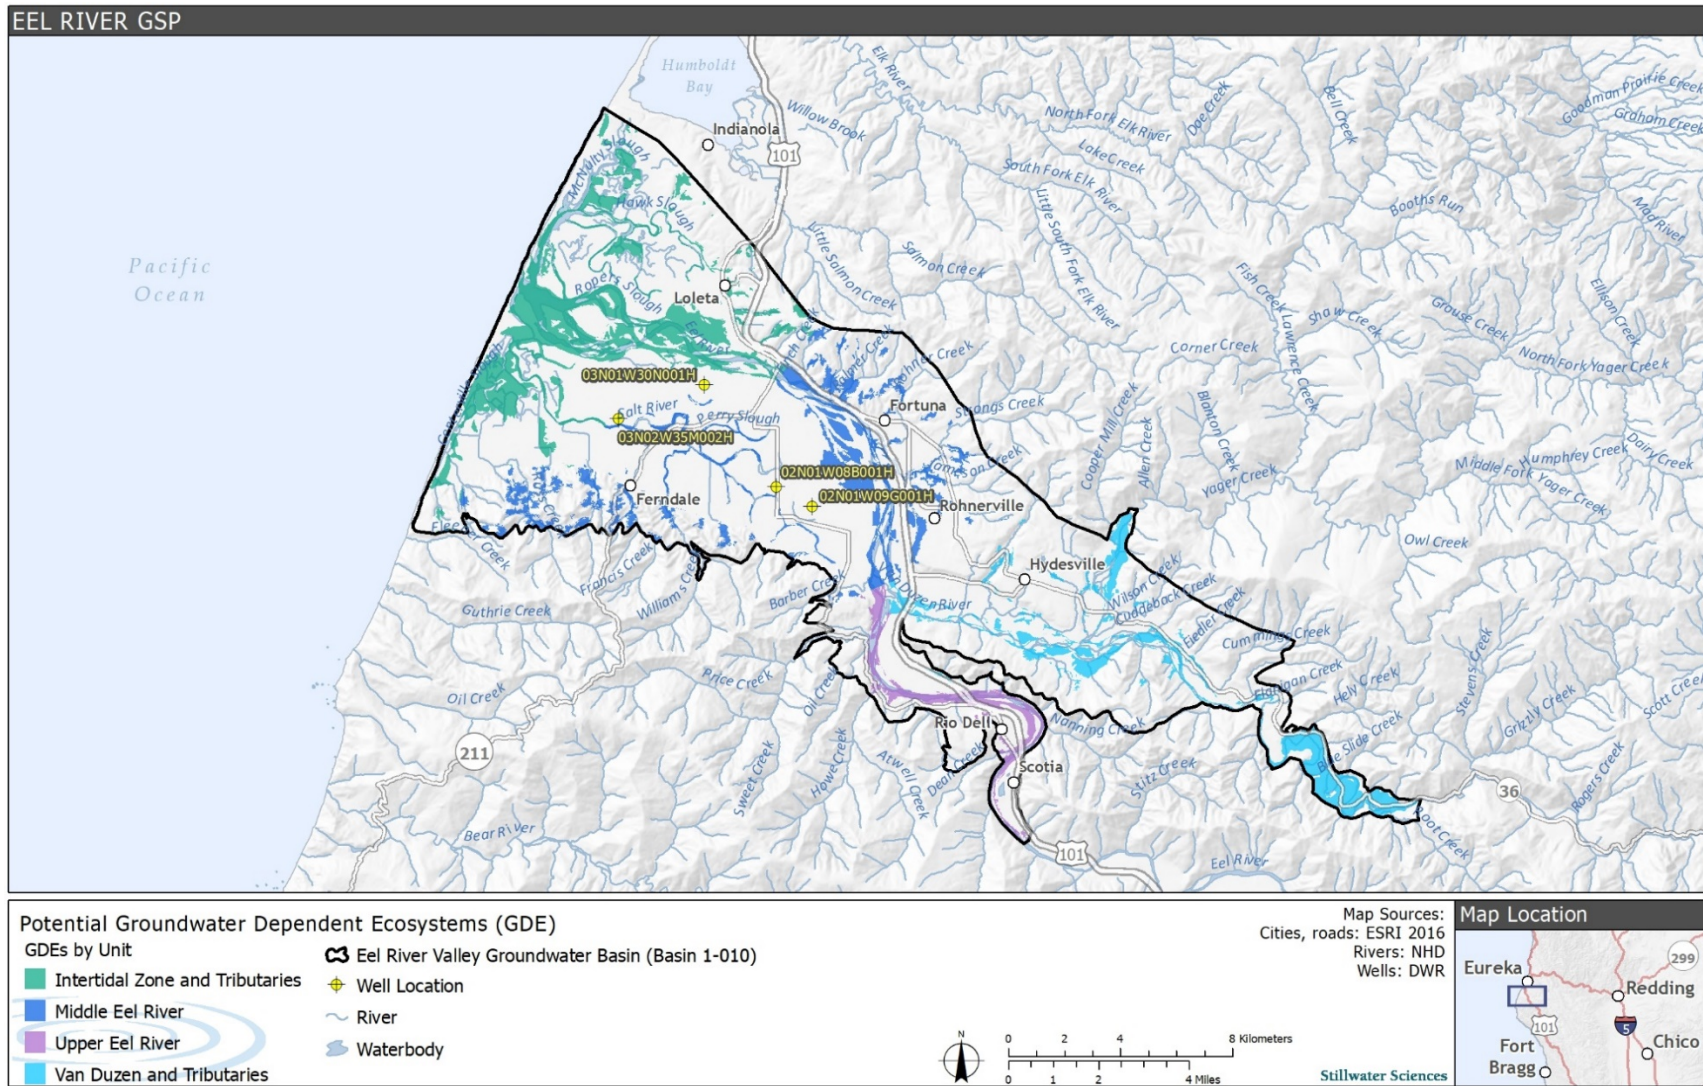 EEL RIVER GSP
Humboldt
Bay
Indianola
101
Willow Brook
Elk River
North Fork Elk River
Doe Creek
Bell Creek
Goodman Prairie Creek
Graham Creek
Lake Creek
South Fork Elk River
Little South Fork Elk River
Booths Run
Mad River
McNulty Slough
Hawk Slough
Pacific
Ocean
Ropers Slough
Loleta
Little Salmon Creek
Salmon Creek
Fish Creek
Lawrence Creek
Shaw Creek
Grouse Creek
Ellison Creek
Corner Creek
North Fork Yager Creek
Eel River
03N01W30N001H
Salt River
Perry Slough
03N02W35M002H
Fortuna
Strongs Creek
Cooper Mill Creek
Allen Creek
Blanton Creek
Yager Creek
Middle Fork Yager Creek
Humphrey Creek
Dairy Creek
02N01W08B001H
02N01W09G001H
Ferndale
Rohnerville
Owl Creek
Hydesville
Francis Creek
Williams Creek
Barber Creek
Guthrie Creek
Wilson Creek
Cuddeback Creek
Fiedler Creek
Cummings Creek
Van Duzen River
Hely Creek
Stevens Creek
Grizzly Creek
Scott Creek
Oil Creek
Price Creek
Oil Creek
Rio Dell
Nanning Creek
Blue Slide Creek
211
Sweet Creek
Howe Creek
Atwell Creek
Dean Creek
Scotia
Stitz Creek
36
Rogers Creek
Bear River
Root Creek
101
Eel River
Potential Groundwater Dependent Ecosystems (GDE)
GDEs by Unit
Intertidal Zone and Tributaries
Middle Eel River
Upper Eel River
Van Duzen and Tributaries
Eel River Valley Groundwater Basin (Basin 1-010)
Well Location
River
Waterbody
N
0 2 4 8 Kilometers
0 1 2 4 Miles
Map Sources:
Cities, roads: ESRI 2016
Rivers: NHD
Wells: DWR
Stillwater Sciences
Map Location
299
Eureka
Redding
101
5
Fort
Bragg
Chico